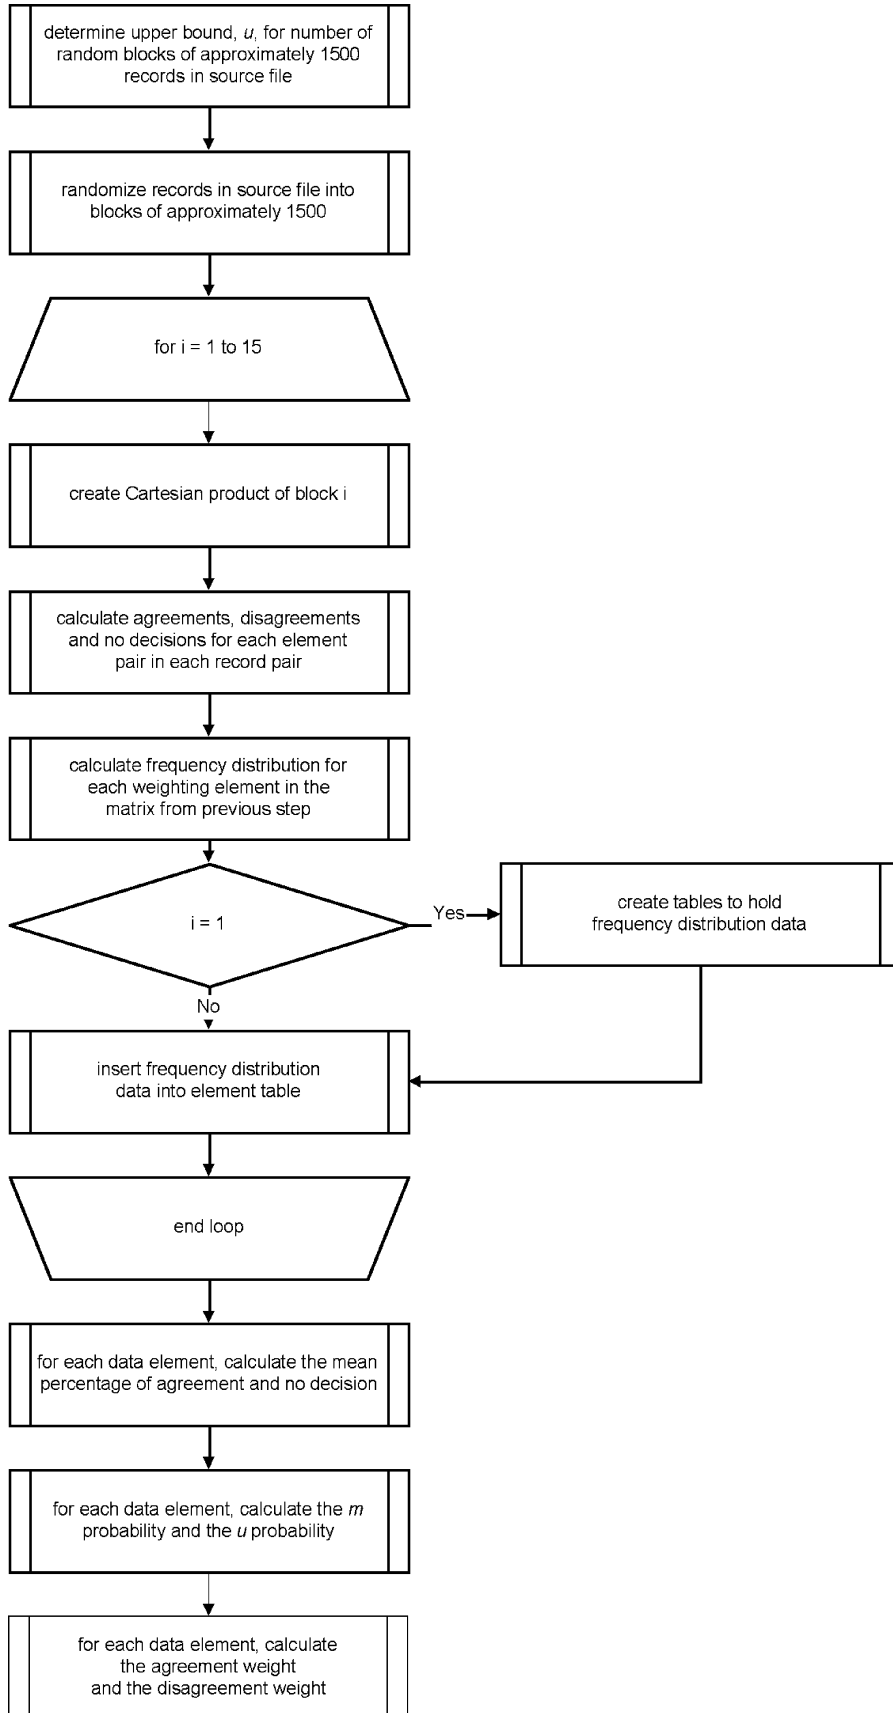 determine upper bound, u, for number of
random blocks of approximately 1500
records in source file
randomize records in source file into
blocks of approximately 1500
for i = 1 to 15
create Cartesian product of block i
calculate agreements, disagreements
and no decisions for each element
pair in each record pair
calculate frequency distribution for
each weighting element in the
matrix from previous step
i = 1
Yes
create tables to hold
frequency distribution data
No
insert frequency distribution
data into element table
end loop
for each data element, calculate the mean
percentage of agreement and no decision
for each data element, calculate the m
probability and the u probability
for each data element, calculate
the agreement weight
and the disagreement weight